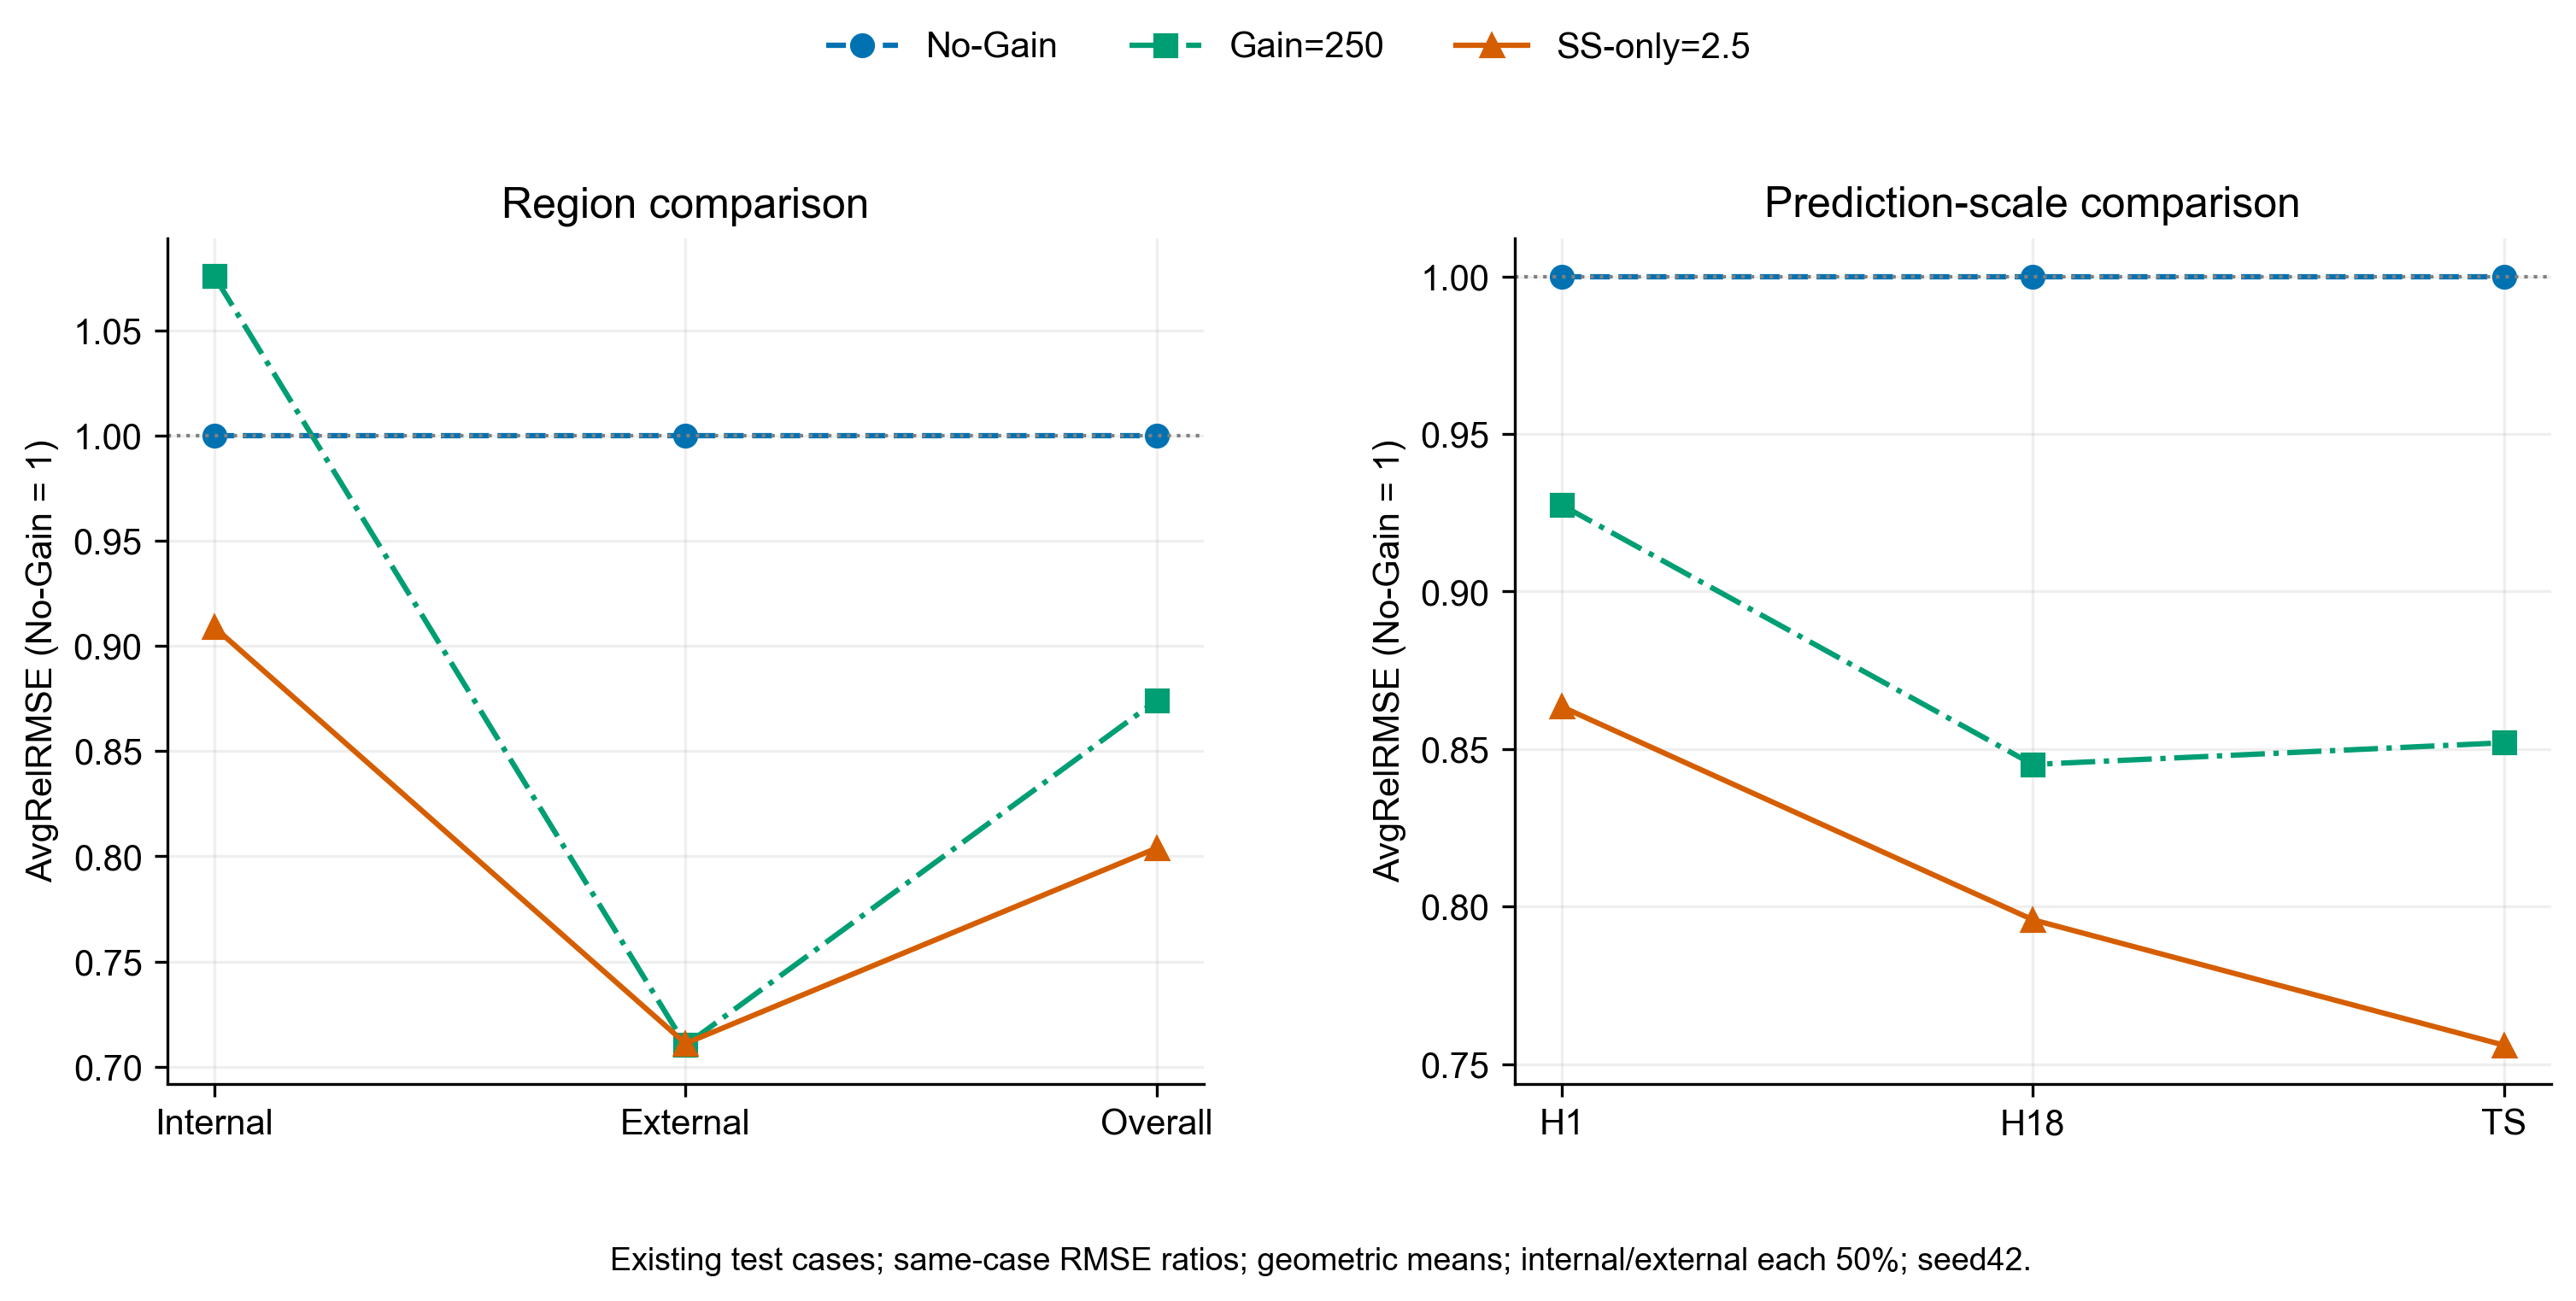 No-Gain
Gain=250
SS-only=2.5
Region comparison
AvgRelRMSE (No-Gain = 1)
1.05
1.00
0.95
0.90
0.85
0.80
0.75
0.70
Internal
External
Overall
Prediction-scale comparison
AvgRelRMSE (No-Gain = 1)
1.00
0.95
0.90
0.85
0.80
0.75
H1
H18
TS
Existing test cases; same-case RMSE ratios; geometric means; internal/external each 50%; seed42.